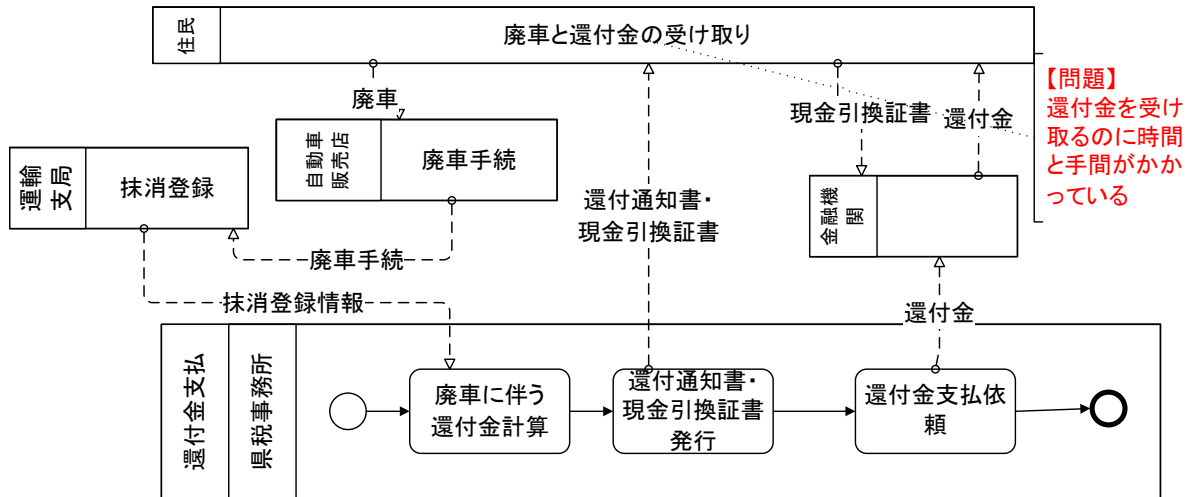 住民
廃車と還付金の受け取り
【問題】
還付金を受け
取るのに時間
と手間がかか
っている
廃車
現金引換証書
還付金
自動車
販売店
廃車手続
運輸
支局
抹消登録
還付通知書・
現金引換証書
金融機
関
廃車手続
抹消登録情報
還付金
還付金支払
県税事務所
廃車に伴う
還付金計算
還付通知書・
現金引換証書
発行
還付金支払依
頼